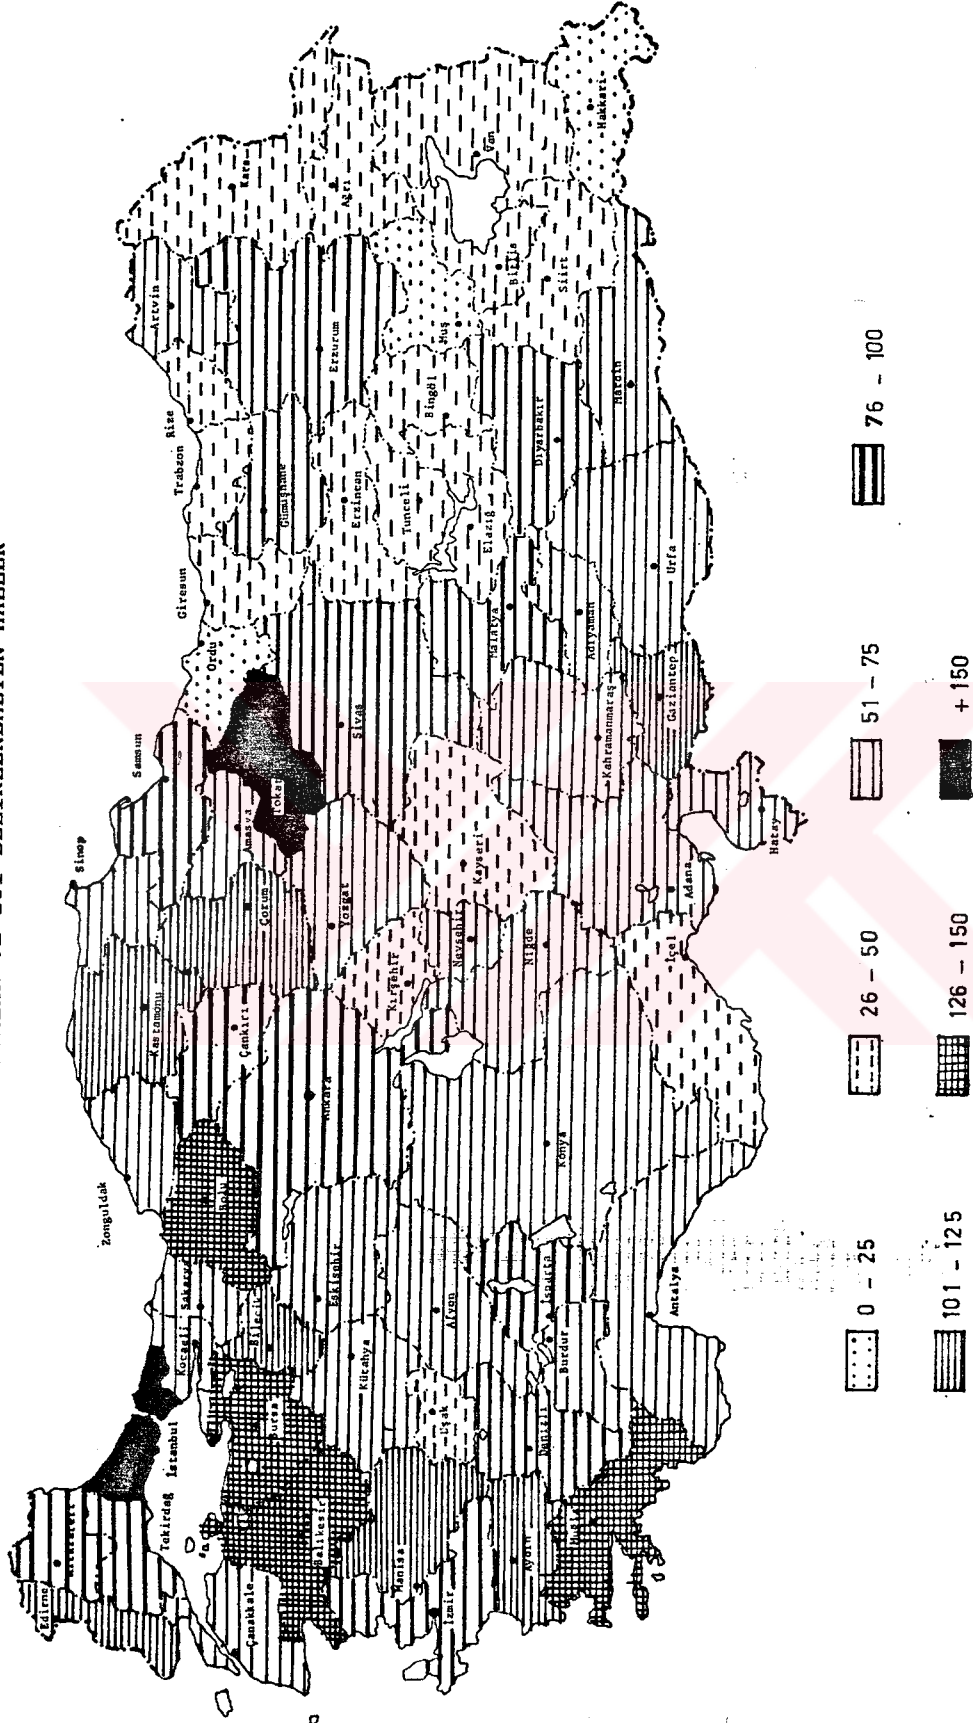 Edirne
Kırklareli
Tekirdağ
İstanbul
Çanakkale
Balıkesir
Bursa
Kocaeli
Sakarya
Bilecik
Bolu
Zonguldak
Kastamonu
Sinop
Samsun
Çankırı
Çorum
Amasya
Tokat
Ordu
Giresun
Trabzon
Rize
Artvin
Kars
Gümüşhane
Erzurum
Erzincan
Ağrı
Ankara
Eskişehir
Kütahya
Yozgat
Sivas
Kırşehir
Nevşehir
Kayseri
Tunceli
Bingöl
Muş
Van
Bitlis
Siirt
Hakkari
Elazığ
Malatya
Diyarbakır
Mardin
Urfa
Adıyaman
Kahramanmaraş
Gaziantep
Hatay
Adana
İçel
Niğde
Konya
Afyon
Uşak
Manisa
İzmir
Aydın
Denizli
Muğla
Burdur
Isparta
Antalya
0 - 25
26 - 50
51 - 75
76 - 100
101 - 125
126 - 150
+150